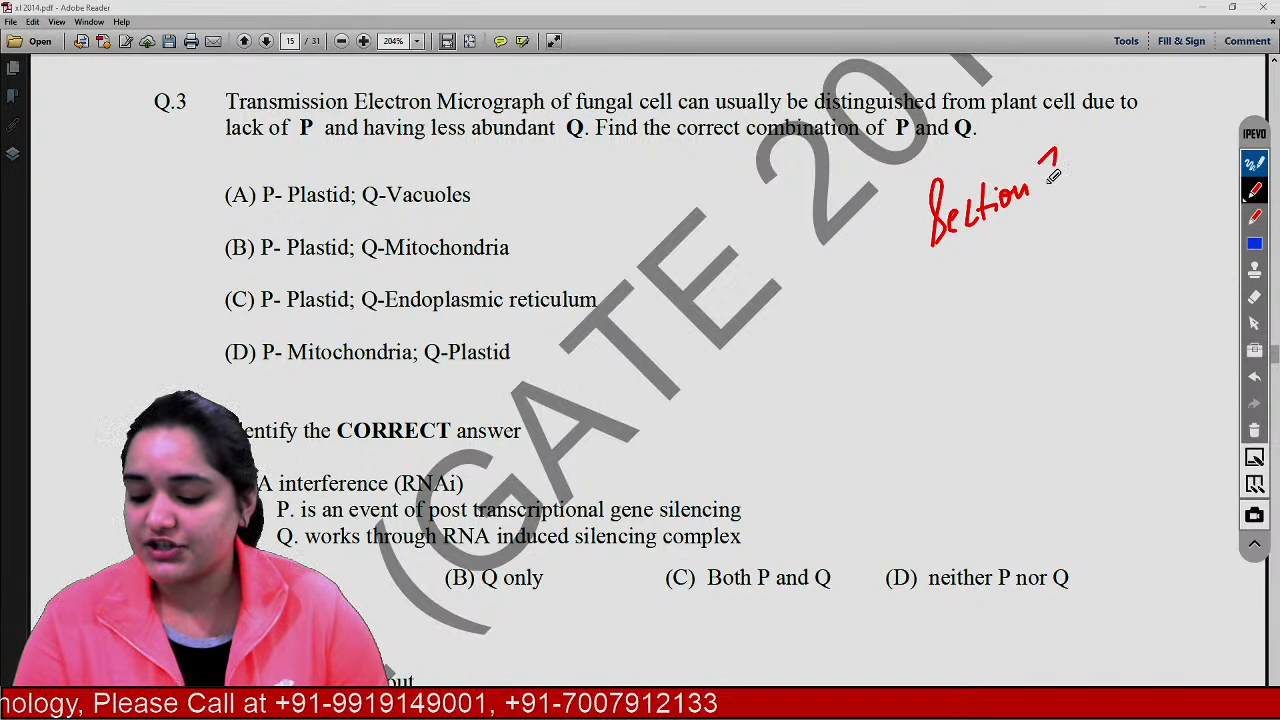 xl 2014.pdf - Adobe Reader
File Edit View Window Help
Open 15 / 31 204% Tools Fill & Sign Comment
Q.3 Transmission Electron Micrograph of fungal cell can usually be distinguished from plant cell due to
lack of P and having less abundant Q. Find the correct combination of P and Q.
IPEVO
Section
(A) P- Plastid; Q-Vacuoles
(B) P- Plastid; Q-Mitochondria
(C) P- Plastid; Q-Endoplasmic reticulum
(D) P- Mitochondria; Q-Plastid
entify the CORRECT answer
A interference (RNAi)
P. is an event of post transcriptional gene silencing
Q. works through RNA induced silencing complex
(B) Q only (C) Both P and Q (D) neither P nor Q
out
(GATE 201
nology, Please Call at +91-9919149001, +91-7007912133